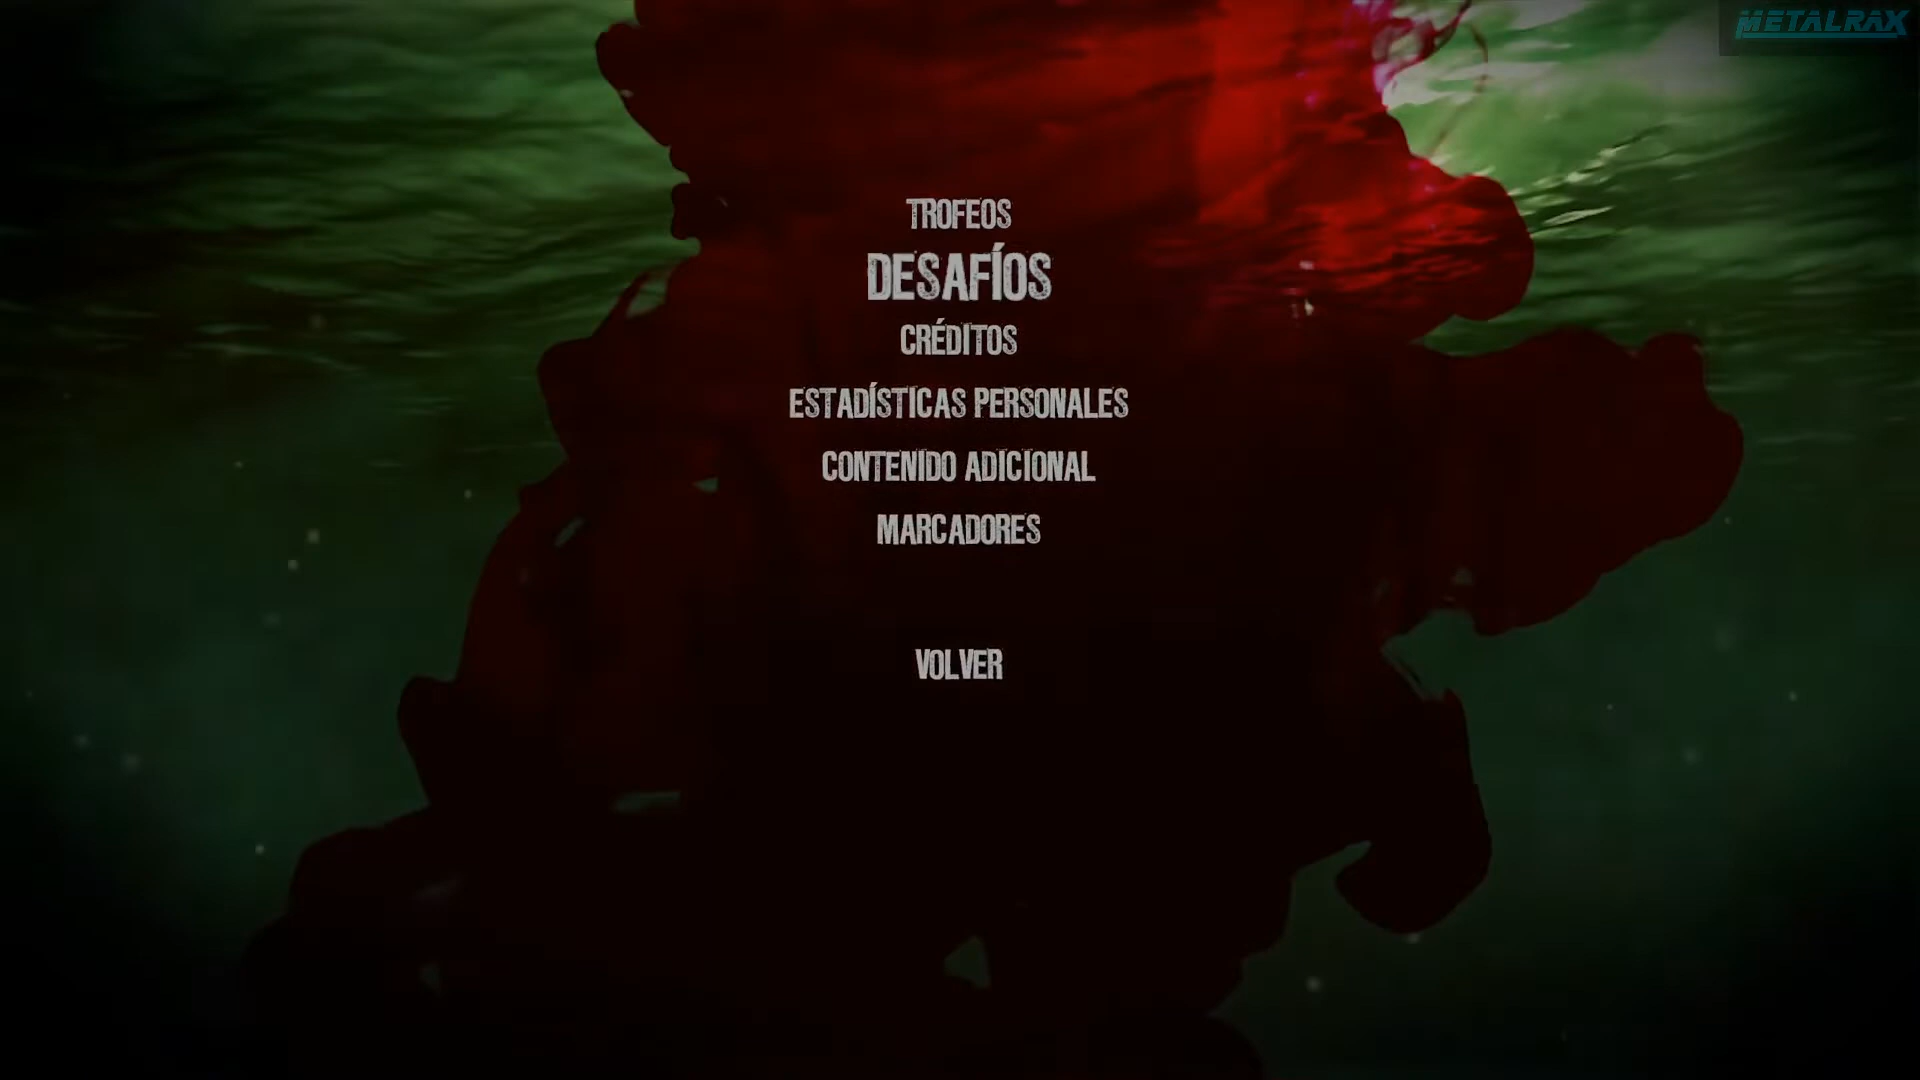 METALRAX
TROFEOS
DESAFÍOS
CRÉDITOS
ESTADÍSTICAS PERSONALES
CONTENIDO ADICIONAL
MARCADORES
VOLVER